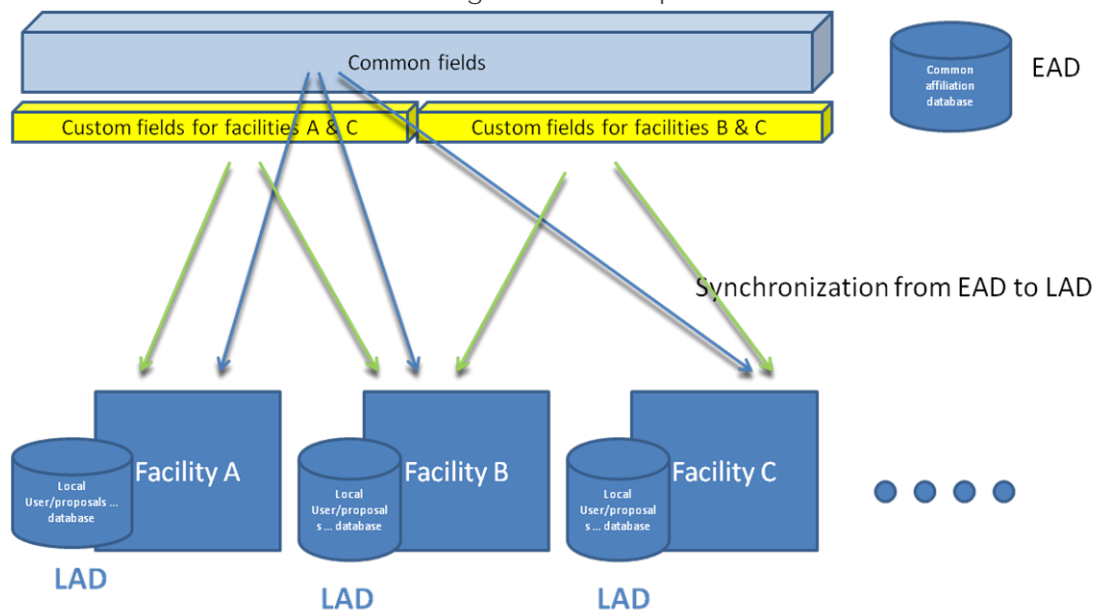 Common fields
Common
affiliation
database
EAD
Custom fields for facilities A & C
Custom fields for facilities B & C
Synchronization from EAD to LAD
Facility A
Local
User/proposals ...
database
LAD
Facility B
Local
User/proposal
s ... database
LAD
Facility C
Local
User/proposal
s ... database
LAD